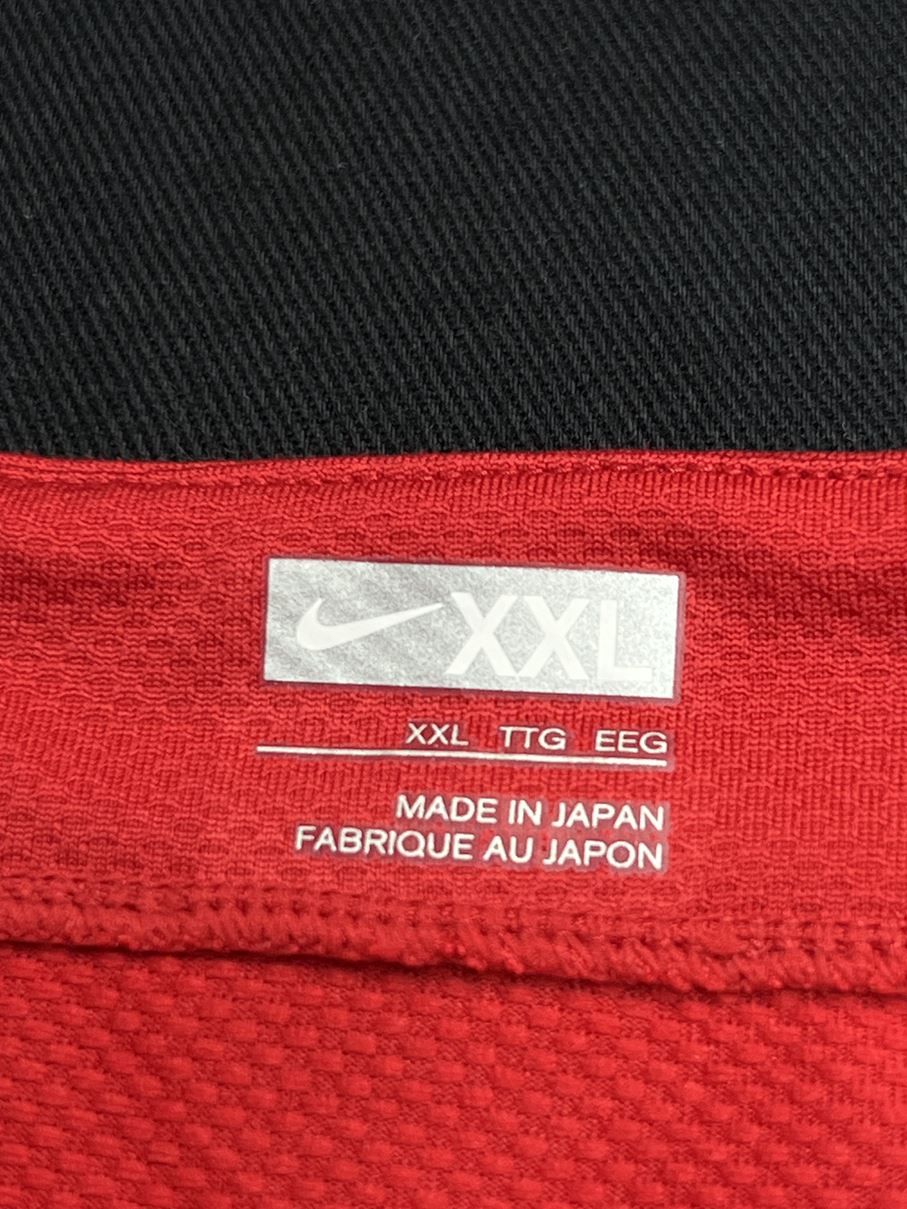 XXL
XXL TTG EEG
MADE IN JAPAN
FABRIQUE AU JAPON